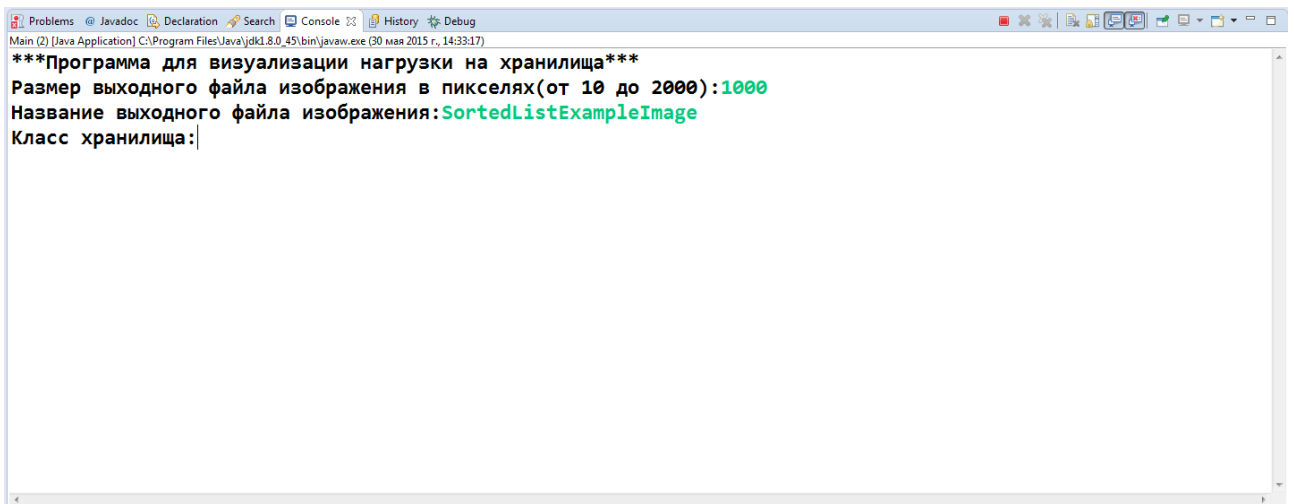 Problems @ Javadoc Declaration Search Console History Debug
Main (2) [Java Application] C:\Program Files\Java\jdk1.8.0_45\bin\javaw.exe (30 мая 2015 г., 14:33:17)
***Программа для визуализации нагрузки на хранилища***
Размер выходного файла изображения в пикселях(от 10 до 2000):1000
Название выходного файла изображения:SortedListExampleImage
Класс хранилища: